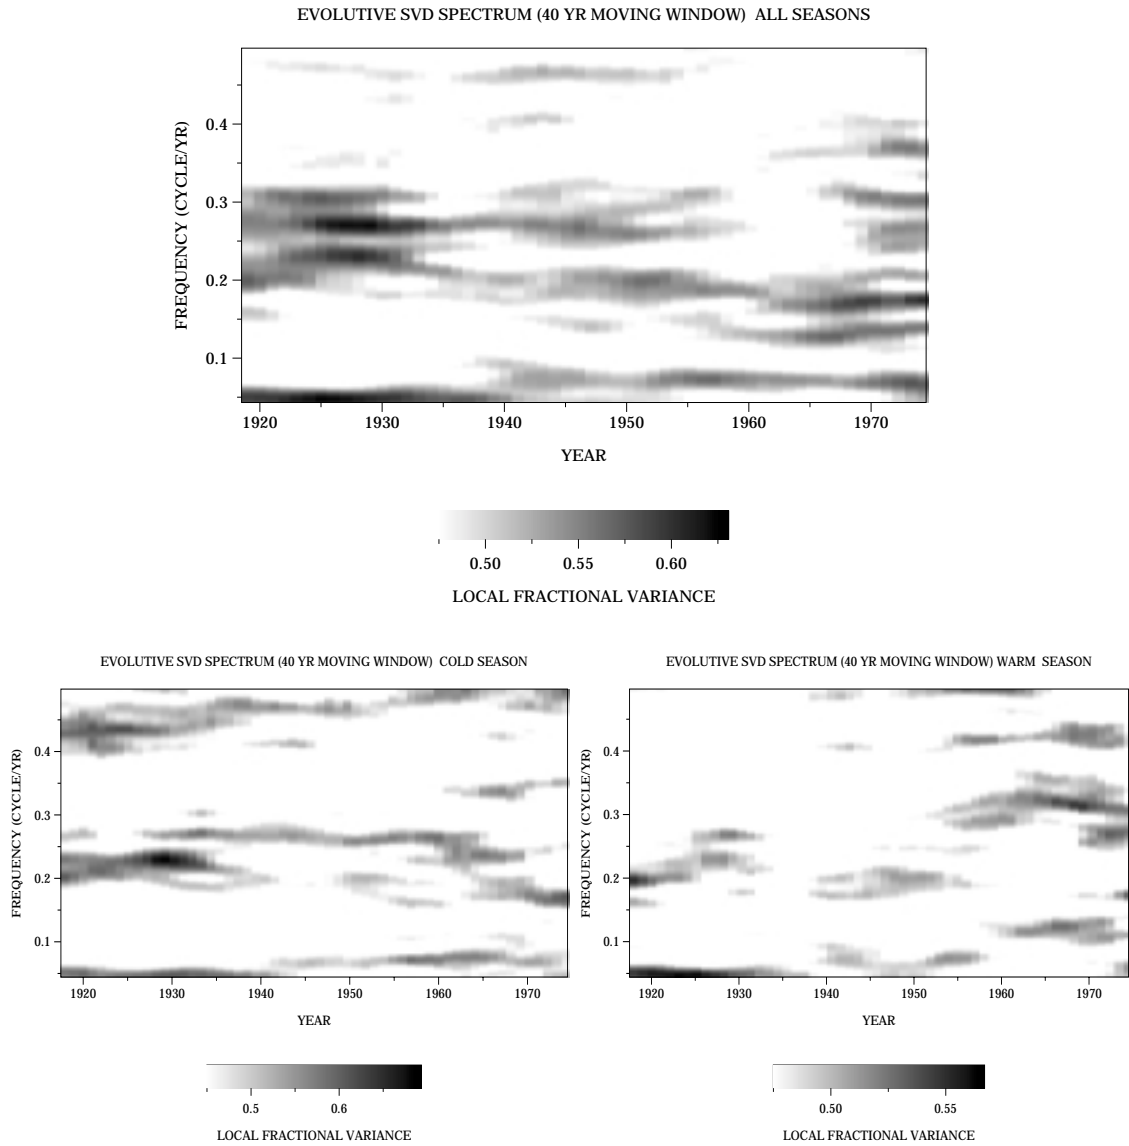 EVOLUTIVE SVD SPECTRUM (40 YR MOVING WINDOW)  ALL SEASONS
FREQUENCY (CYCLE/YR)
0.4
0.3
0.2
0.1
1920 1930 1940 1950 1960 1970
YEAR
0.50 0.55 0.60
LOCAL FRACTIONAL VARIANCE
EVOLUTIVE SVD SPECTRUM (40 YR MOVING WINDOW)  COLD SEASON
FREQUENCY (CYCLE/YR)
0.4
0.3
0.2
0.1
1920 1930 1940 1950 1960 1970
YEAR
0.5 0.6
LOCAL FRACTIONAL VARIANCE
EVOLUTIVE SVD SPECTRUM (40 YR MOVING WINDOW) WARM  SEASON
FREQUENCY (CYCLE/YR)
0.4
0.3
0.2
0.1
1920 1930 1940 1950 1960 1970
YEAR
0.50 0.55
LOCAL FRACTIONAL VARIANCE